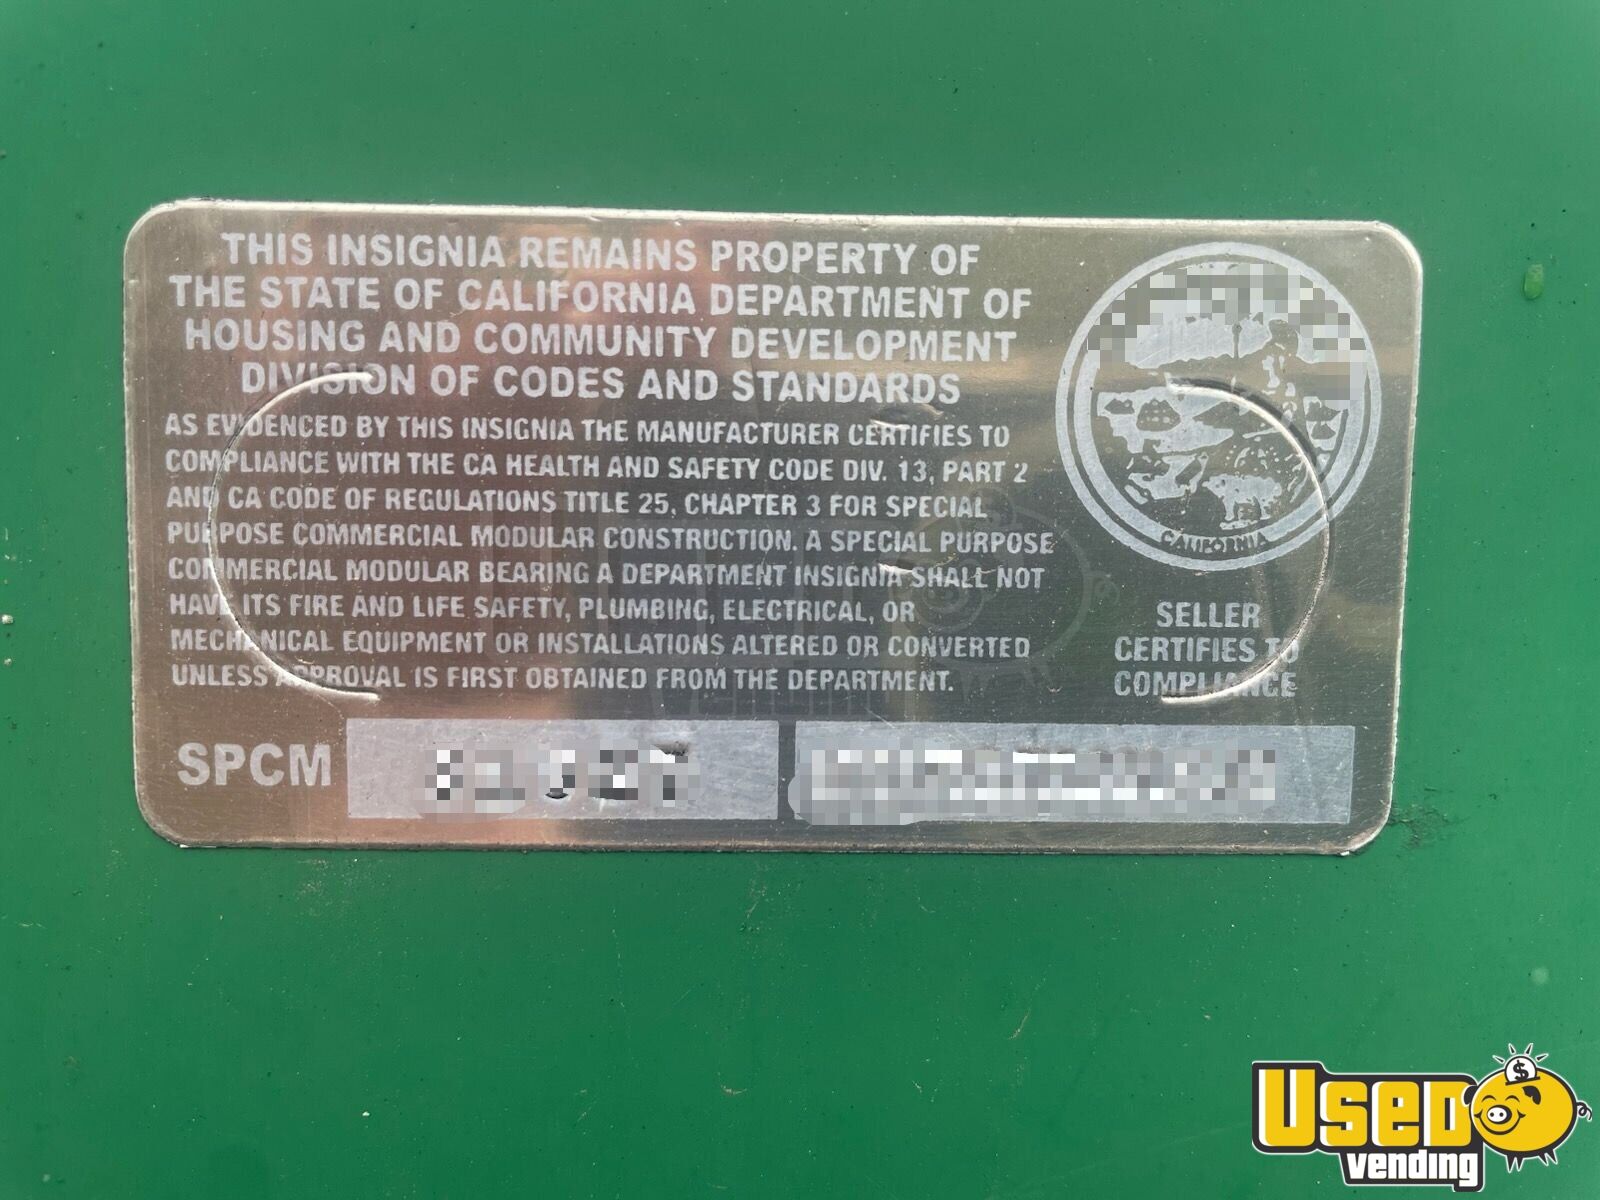 THIS INSIGNIA REMAINS PROPERTY OF
THE STATE OF CALIFORNIA DEPARTMENT OF
HOUSING AND COMMUNITY DEVELOPMENT
DIVISION OF CODES AND STANDARDS
AS EVIDENCED BY THIS INSIGNIA THE MANUFACTURER CERTIFIES TO
COMPLIANCE WITH THE CA HEALTH AND SAFETY CODE DIV. 13, PART 2
AND CA CODE OF REGULATIONS TITLE 25, CHAPTER 3 FOR SPECIAL
PURPOSE COMMERCIAL MODULAR CONSTRUCTION. A SPECIAL PURPOSE
COMMERCIAL MODULAR BEARING A DEPARTMENT INSIGNIA SHALL NOT
HAVE ITS FIRE AND LIFE SAFETY, PLUMBING, ELECTRICAL, OR
MECHANICAL EQUIPMENT OR INSTALLATIONS ALTERED OR CONVERTED
UNLESS APPROVAL IS FIRST OBTAINED FROM THE DEPARTMENT.
CALIFORNIA
SELLER
CERTIFIES TO
COMPLIANCE
SPCM
USED
vending
$